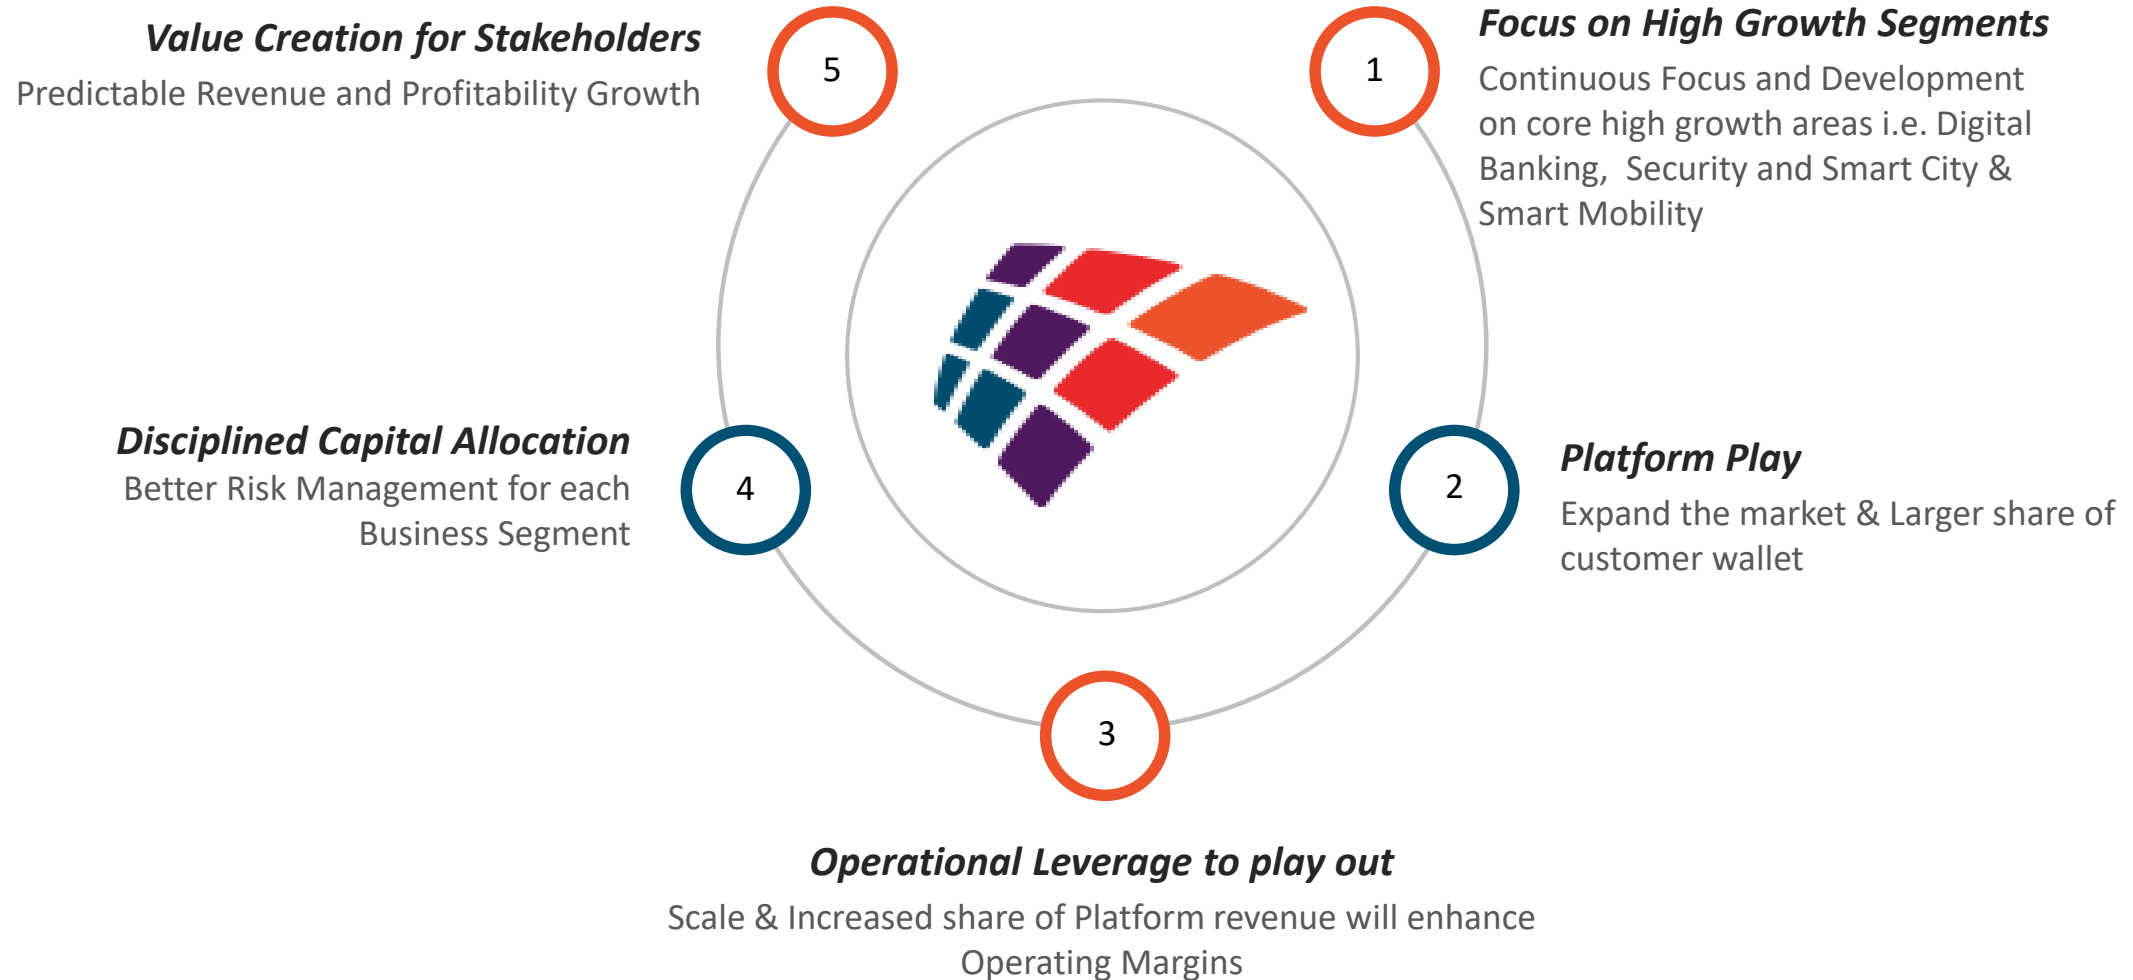 1
Focus on High Growth Segments
Continuous Focus and Development
on core high growth areas i.e. Digital
Banking,  Security and Smart City &
Smart Mobility
2
Platform Play
Expand the market & Larger share of
customer wallet
3
Operational Leverage to play out
Scale & Increased share of Platform revenue will enhance
Operating Margins
4
Disciplined Capital Allocation
Better Risk Management for each
Business Segment
5
Value Creation for Stakeholders
Predictable Revenue and Profitability Growth